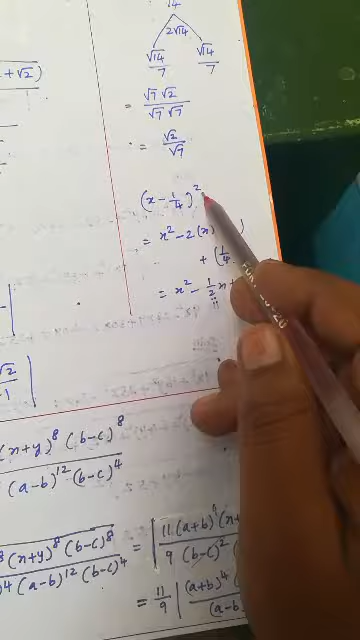 14
2√14
+ √2)
√14/7 √14/7
= √7 √2 / √7 √7
= √2/√7
(x - 1/4)²
= x² - 2(x) )
+ (1/4
= x² - 1/2 x +
√2
-1
(x+y)⁸ (b-c)⁸
(a-b)¹² (b-c)⁴
(x+y)⁸ (b-c)⁸ = | 11 (a+b)⁴ (x+
)⁴ (a-b)¹² (b-c)⁴ 9 (b-c)² (
= 11/9 | (a+b)⁴ (
(a-b)